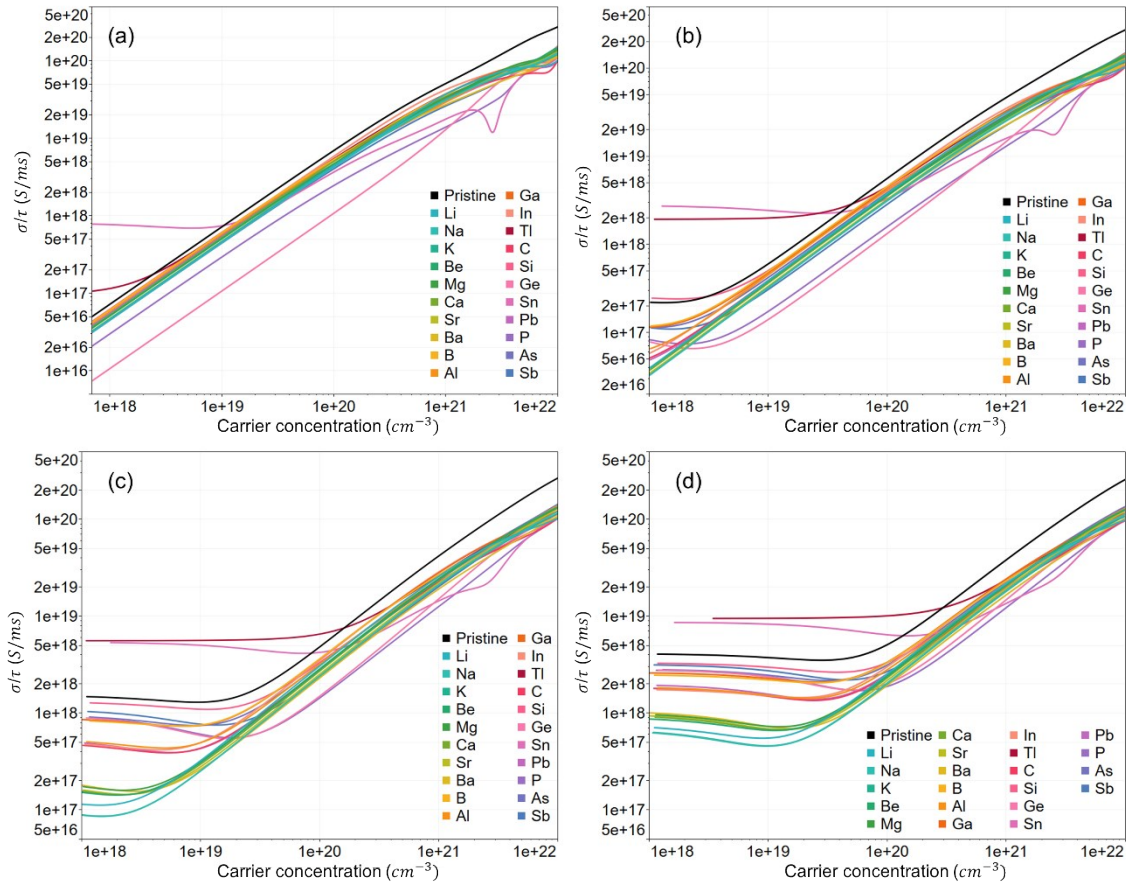 (a)
σ/τ (S/ms)
5e+20
2e+20
1e+20
5e+19
2e+19
1e+19
5e+18
2e+18
1e+18
5e+17
2e+17
1e+17
5e+16
2e+16
1e+16
Pristine Ga
Li In
Na Tl
K C
Be Si
Mg Ge
Ca Sn
Sr Pb
Ba P
B As
Al Sb
1e+18 1e+19 1e+20 1e+21 1e+22
Carrier concentration (cm⁻³)
(b)
σ/τ (S/ms)
5e+20
2e+20
1e+20
5e+19
2e+19
1e+19
5e+18
2e+18
1e+18
5e+17
2e+17
1e+17
5e+16
2e+16
Pristine Ga
Li In
Na Tl
K C
Be Si
Mg Ge
Ca Sn
Sr Pb
Ba P
B As
Al Sb
1e+18 1e+19 1e+20 1e+21 1e+22
Carrier concentration (cm⁻³)
(c)
σ/τ (S/ms)
5e+20
2e+20
1e+20
5e+19
2e+19
1e+19
5e+18
2e+18
1e+18
5e+17
2e+17
1e+17
5e+16
Pristine Ga
Li In
Na Tl
K C
Be Si
Mg Ge
Ca Sn
Sr Pb
Ba P
B As
Al Sb
1e+18 1e+19 1e+20 1e+21 1e+22
Carrier concentration (cm⁻³)
(d)
σ/τ (S/ms)
5e+20
2e+20
1e+20
5e+19
2e+19
1e+19
5e+18
2e+18
1e+18
5e+17
2e+17
1e+17
5e+16
Pristine Ca In Pb
Li Sr Tl P
Na Ba C As
K B Si Sb
Be Al Ge
Mg Ga Sn
1e+18 1e+19 1e+20 1e+21 1e+22
Carrier concentration (cm⁻³)